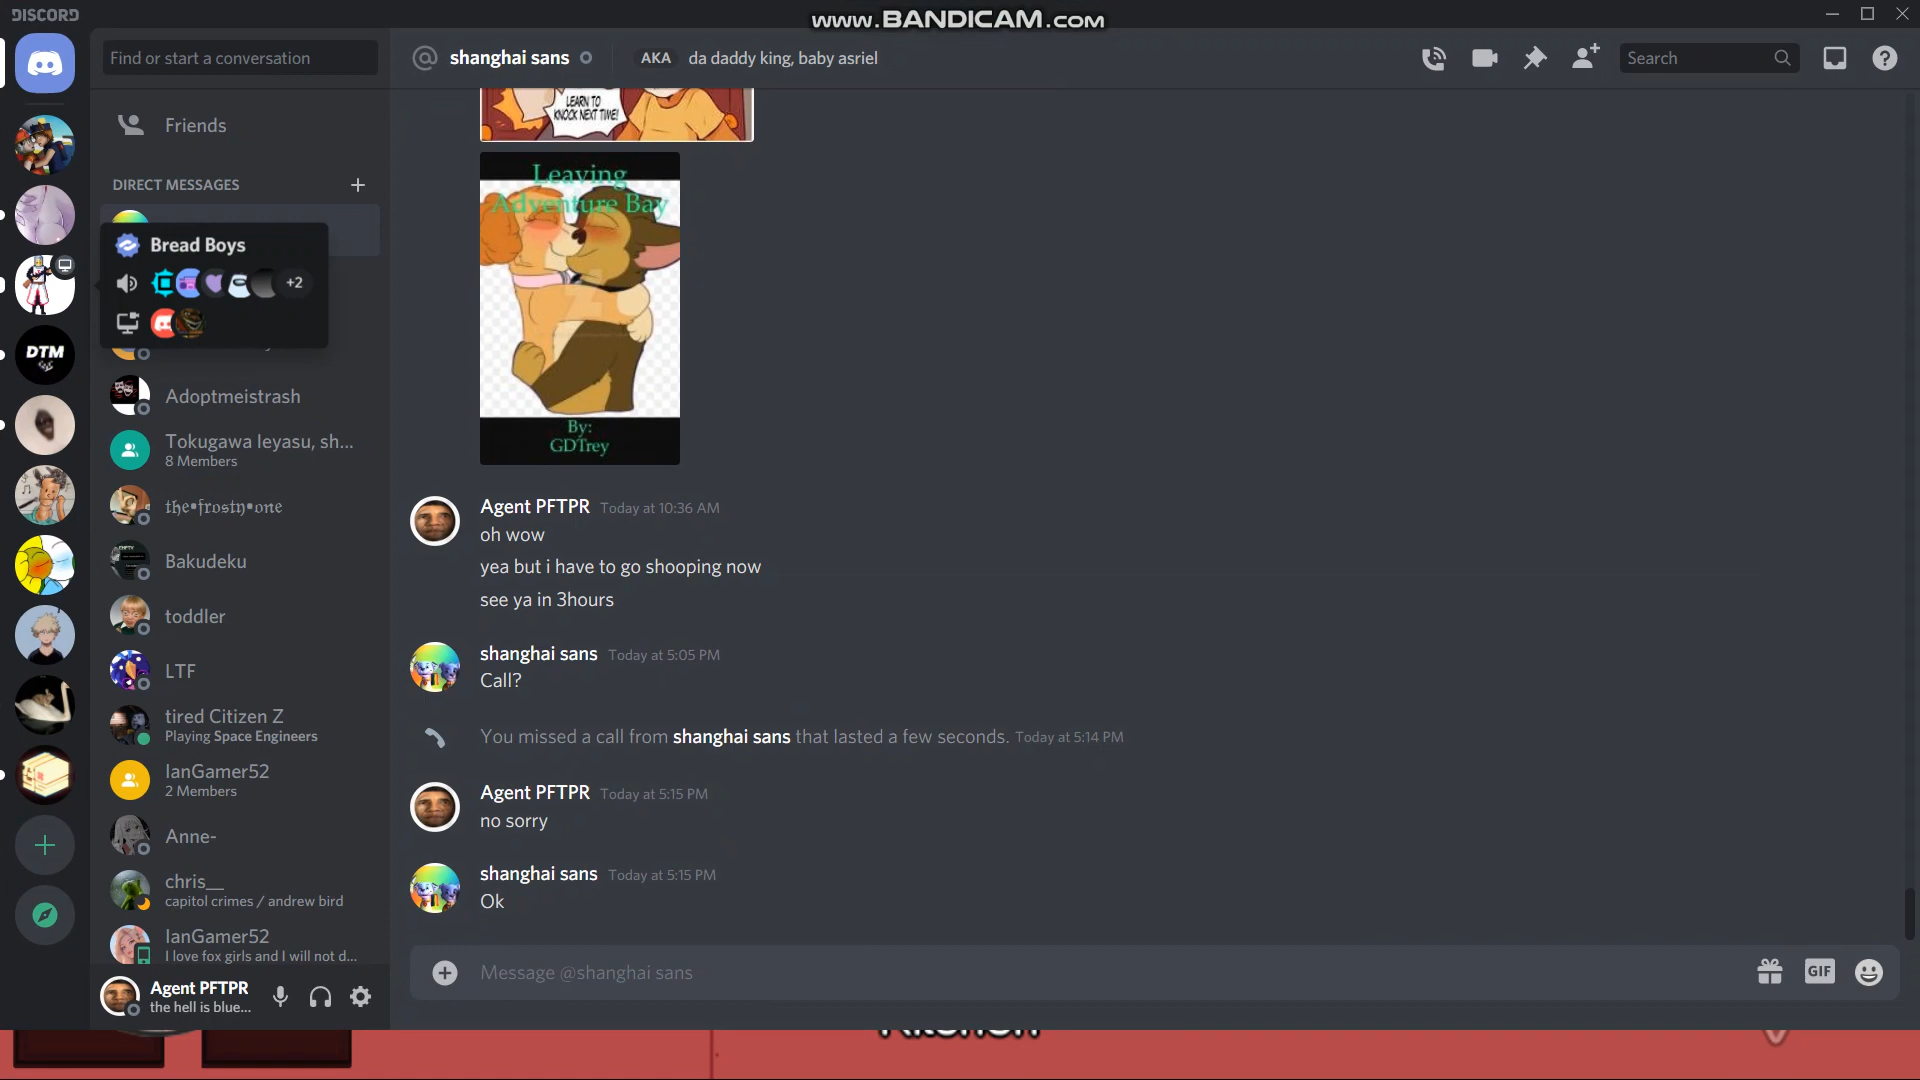 DISCORD
www.BANDICAM.com
Find or start a conversation
shanghai sans
AKA
da daddy king, baby asriel
Search
Friends
DIRECT MESSAGES
Bread Boys
+2
DTM
Adoptmeistrash
Tokugawa Ieyasu, sh...
8 Members
the•frosty•one
Bakudeku
toddler
LTF
tired Citizen Z
Playing Space Engineers
IanGamer52
2 Members
Anne-
chris__
capitol crimes / andrew bird
IanGamer52
I love fox girls and I will not d...
Agent PFTPR
the hell is blue...
LEARN TO
KNOCK NEXT TIME!
Leaving
Adventure Bay
By:
GDTrey
Agent PFTPR Today at 10:36 AM
oh wow
yea but i have to go shooping now
see ya in 3hours
shanghai sans Today at 5:05 PM
Call?
You missed a call from shanghai sans that lasted a few seconds. Today at 5:14 PM
Agent PFTPR Today at 5:15 PM
no sorry
shanghai sans Today at 5:15 PM
Ok
Message @shanghai sans
GIF